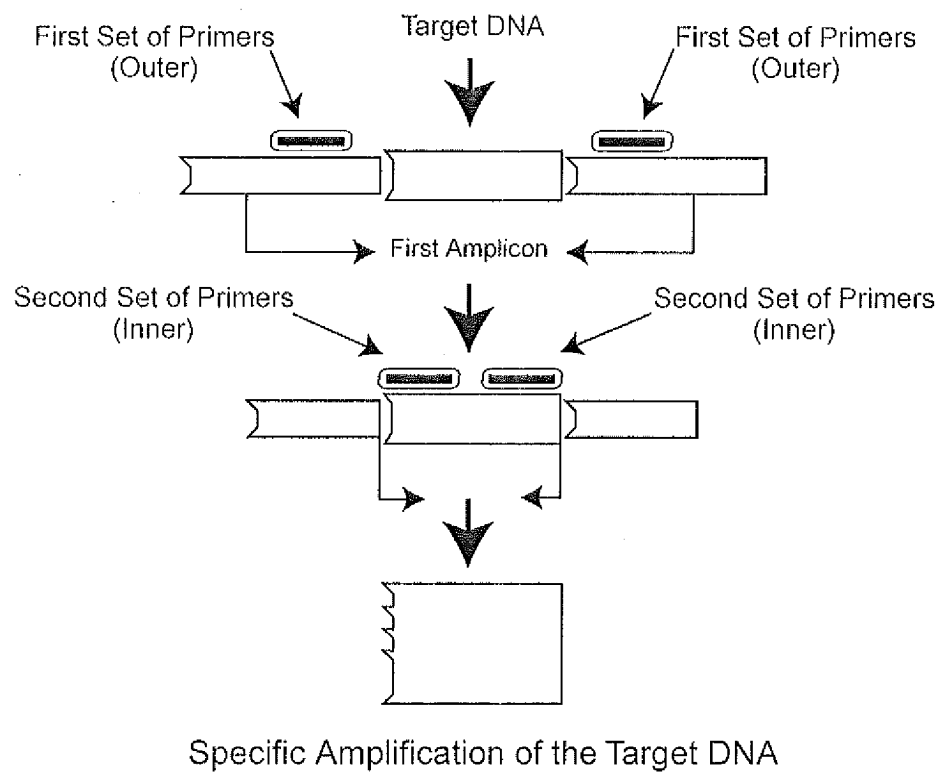 Target DNA
First Set of Primers
(Outer)
First Set of Primers
(Outer)
First Amplicon
Second Set of Primers
(Inner)
Second Set of Primers
(Inner)
Specific Amplification of the Target DNA